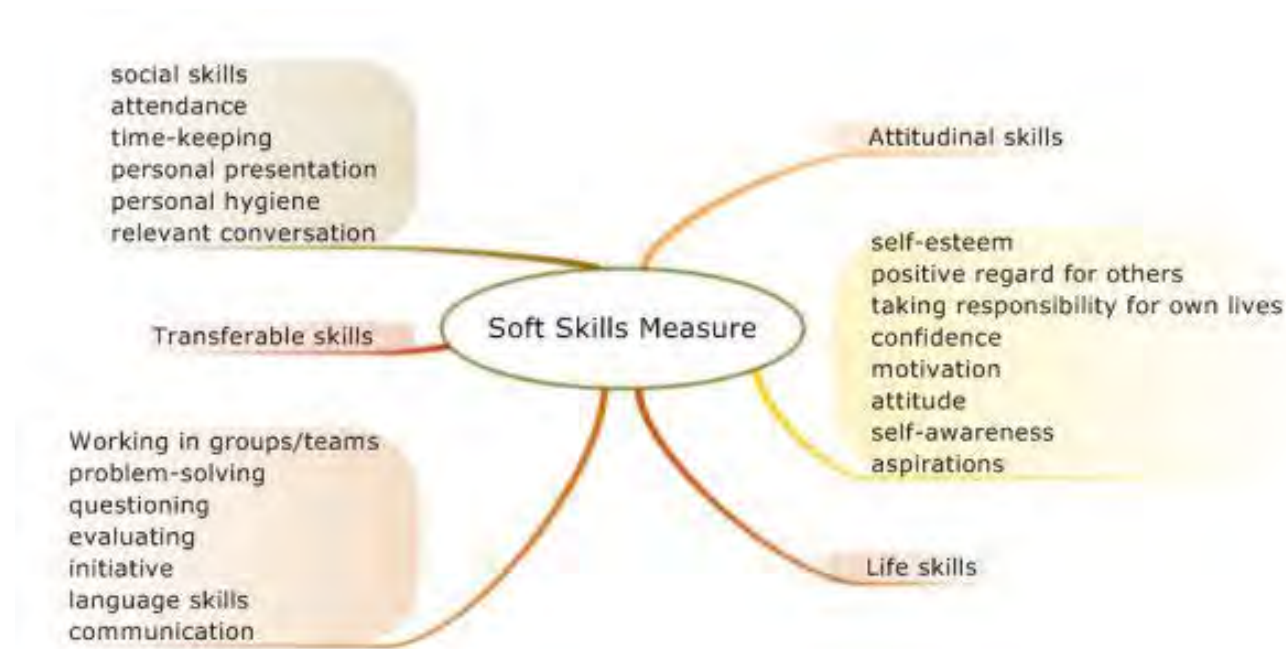 social skills
attendance
time-keeping
personal presentation
personal hygiene
relevant conversation
Transferable skills
Working in groups/teams
problem-solving
questioning
evaluating
initiative
language skills
communication
Soft Skills Measure
Attitudinal skills
self-esteem
positive regard for others
taking responsibility for own lives
confidence
motivation
attitude
self-awareness
aspirations
Life skills